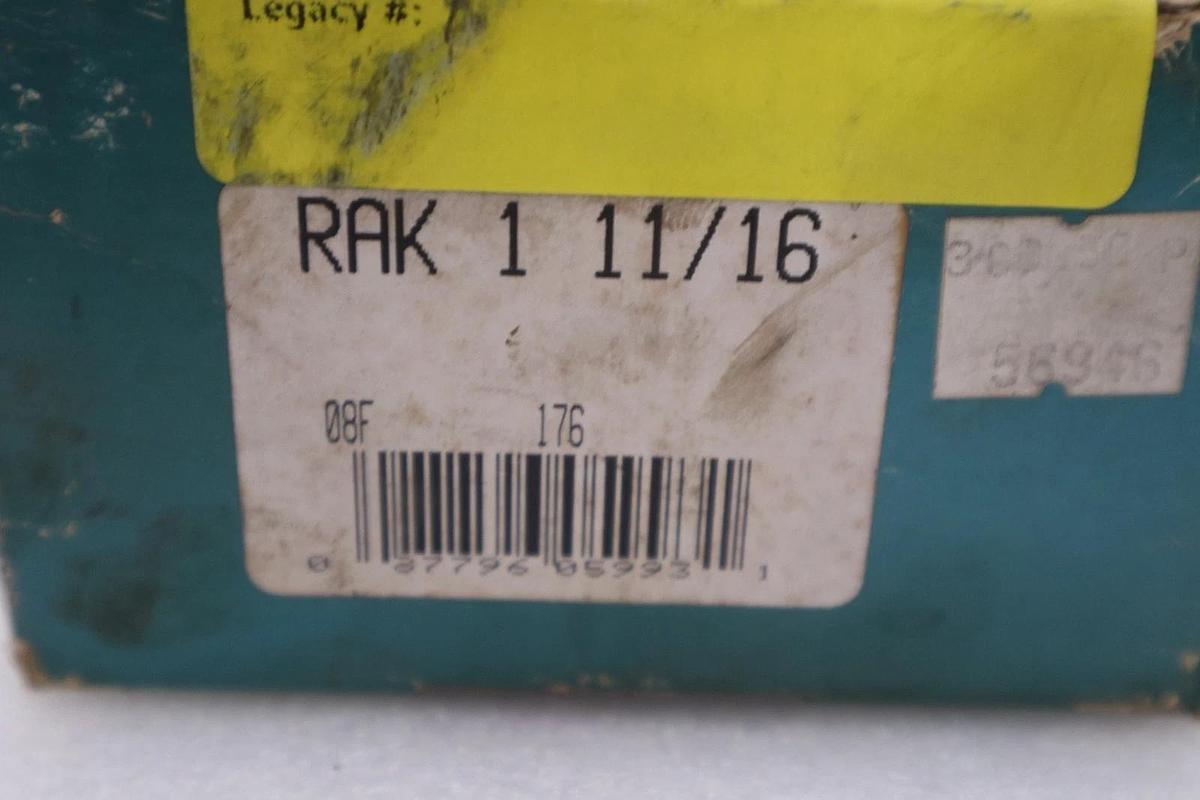 Legacy #:
RAK 1 11/16
08F 176
0 87796 05993 1
56946